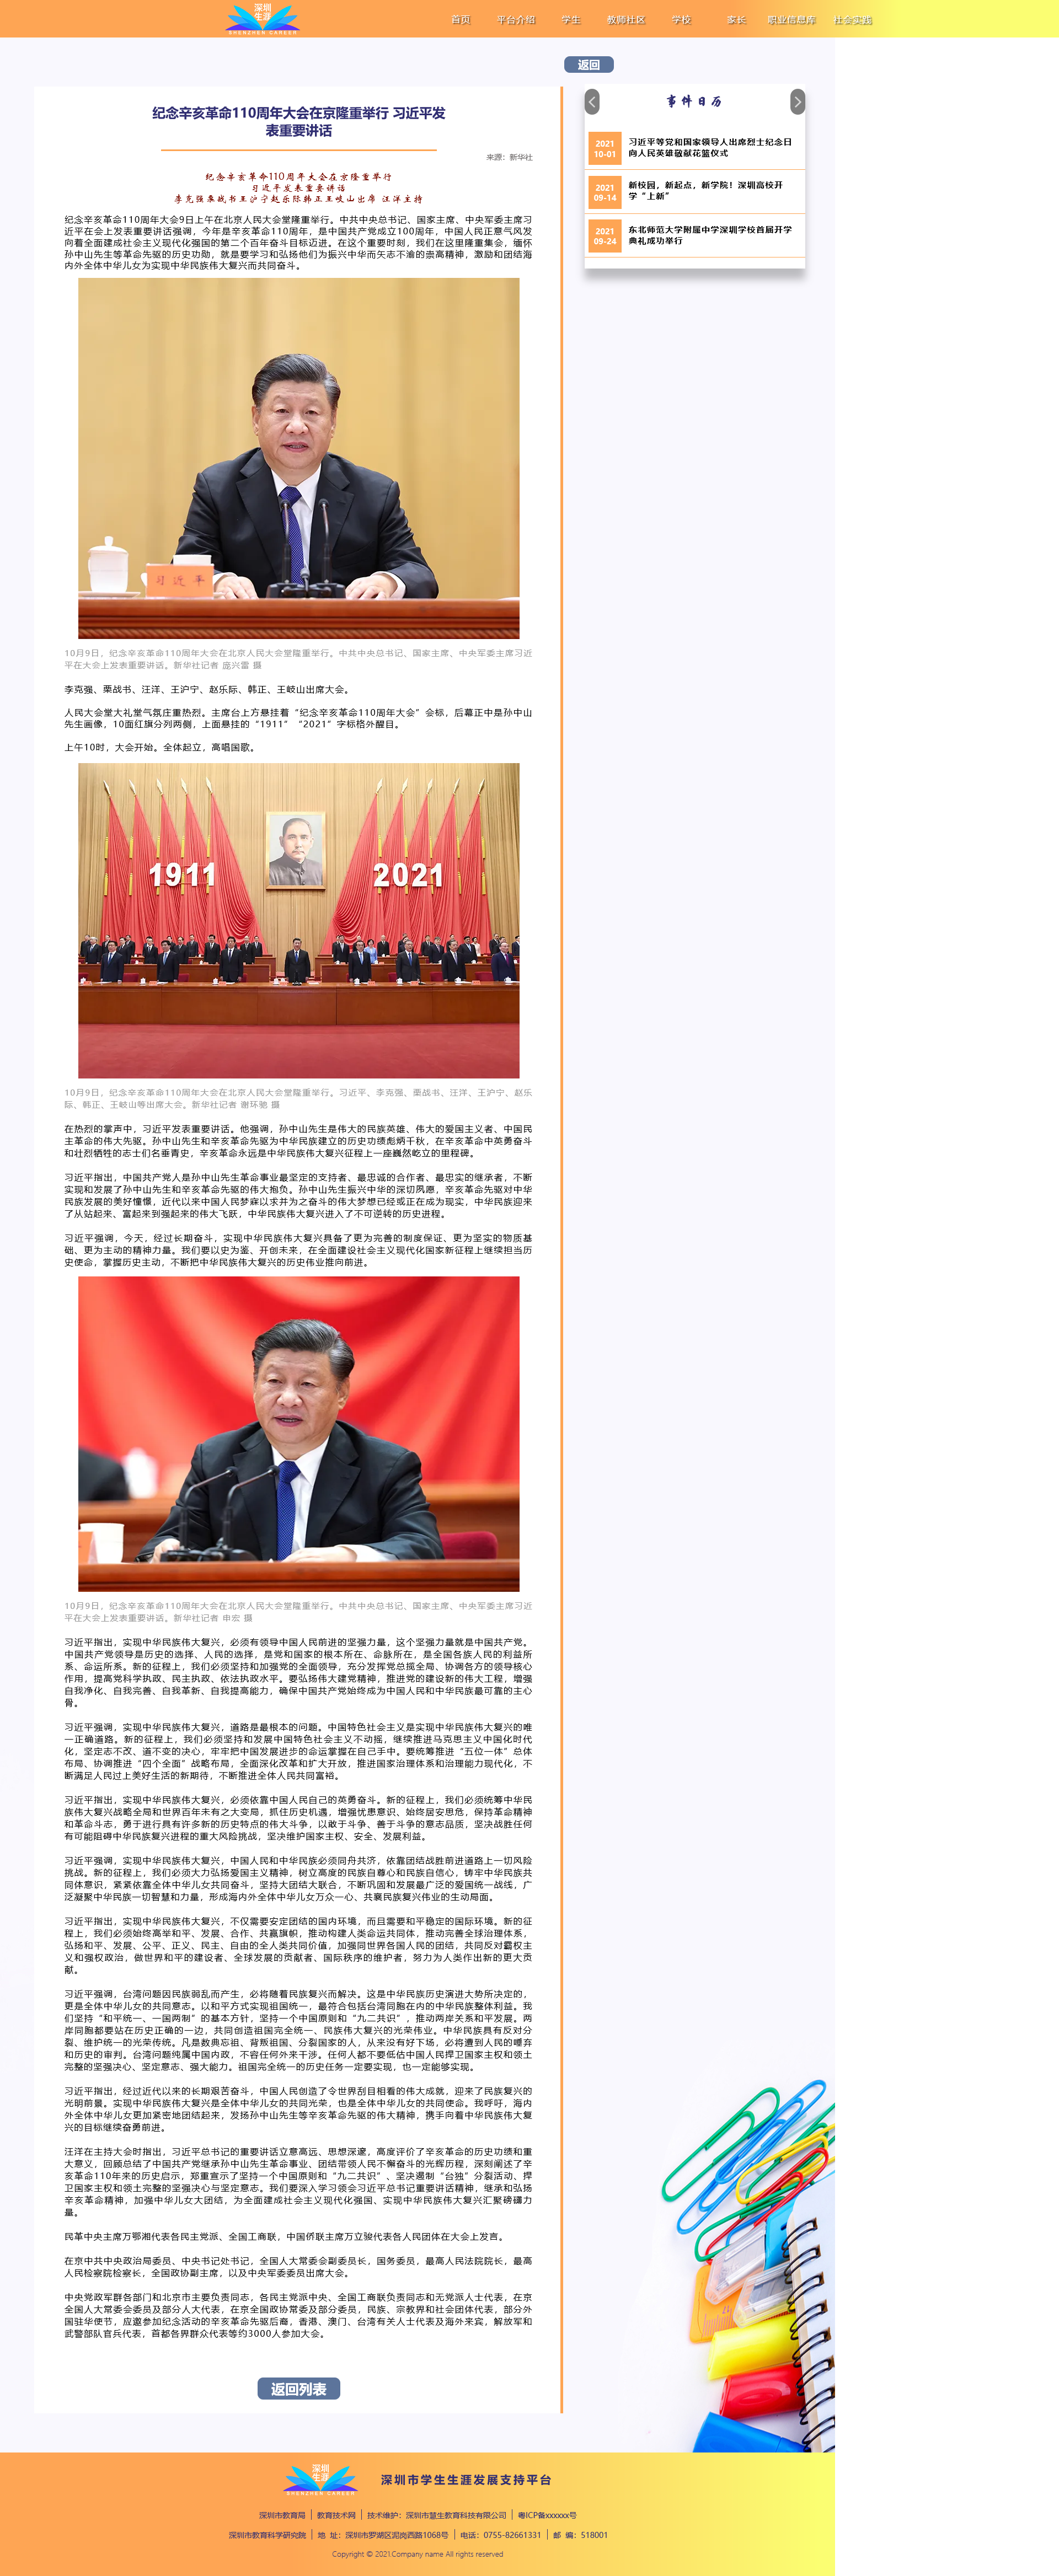 深圳
生涯
SHENZHEN CAREER
首页 平台介绍 学生 教师社区 学校 家长 职业信息库 社会实践
返回
纪念辛亥革命110周年大会在京隆重举行 习近平发
表重要讲话
来源：新华社
纪念辛亥革命110周年大会在京隆重举行
习近平发表重要讲话
李克强栗战书王沪宁赵乐际韩正王岐山出席 汪洋主持
纪念辛亥革命110周年大会9日上午在北京人民大会堂隆重举行。中共中央总书记、国家主席、中央军委主席习
近平在会上发表重要讲话强调，今年是辛亥革命110周年，是中国共产党成立100周年，中国人民正意气风发
向着全面建成社会主义现代化强国的第二个百年奋斗目标迈进。在这个重要时刻，我们在这里隆重集会，缅怀
孙中山先生等革命先驱的历史功勋，就是要学习和弘扬他们为振兴中华而矢志不渝的崇高精神，激励和团结海
内外全体中华儿女为实现中华民族伟大复兴而共同奋斗。
习近平
10月9日，纪念辛亥革命110周年大会在北京人民大会堂隆重举行。中共中央总书记、国家主席、中央军委主席习近
平在大会上发表重要讲话。新华社记者 庞兴雷 摄
李克强、栗战书、汪洋、王沪宁、赵乐际、韩正、王岐山出席大会。
人民大会堂大礼堂气氛庄重热烈。主席台上方悬挂着“纪念辛亥革命110周年大会”会标，后幕正中是孙中山
先生画像，10面红旗分列两侧，上面悬挂的“1911”“2021”字标格外醒目。
上午10时，大会开始。全体起立，高唱国歌。
1911 2021
10月9日，纪念辛亥革命110周年大会在北京人民大会堂隆重举行。习近平、李克强、栗战书、汪洋、王沪宁、赵乐
际、韩正、王岐山等出席大会。新华社记者 谢环驰 摄
在热烈的掌声中，习近平发表重要讲话。他强调，孙中山先生是伟大的民族英雄、伟大的爱国主义者、中国民
主革命的伟大先驱。孙中山先生和辛亥革命先驱为中华民族建立的历史功绩彪炳千秋，在辛亥革命中英勇奋斗
和壮烈牺牲的志士们名垂青史，辛亥革命永远是中华民族伟大复兴征程上一座巍然屹立的里程碑。
习近平指出，中国共产党人是孙中山先生革命事业最坚定的支持者、最忠诚的合作者、最忠实的继承者，不断
实现和发展了孙中山先生和辛亥革命先驱的伟大抱负。孙中山先生振兴中华的深切夙愿，辛亥革命先驱对中华
民族发展的美好憧憬，近代以来中国人民梦寐以求并为之奋斗的伟大梦想已经或正在成为现实，中华民族迎来
了从站起来、富起来到强起来的伟大飞跃，中华民族伟大复兴进入了不可逆转的历史进程。
习近平强调，今天，经过长期奋斗，实现中华民族伟大复兴具备了更为完善的制度保证、更为坚实的物质基
础、更为主动的精神力量。我们要以史为鉴、开创未来，在全面建设社会主义现代化国家新征程上继续担当历
史使命，掌握历史主动，不断把中华民族伟大复兴的历史伟业推向前进。
10月9日，纪念辛亥革命110周年大会在北京人民大会堂隆重举行。中共中央总书记、国家主席、中央军委主席习近
平在大会上发表重要讲话。新华社记者 申宏 摄
习近平指出，实现中华民族伟大复兴，必须有领导中国人民前进的坚强力量，这个坚强力量就是中国共产党。
中国共产党领导是历史的选择、人民的选择，是党和国家的根本所在、命脉所在，是全国各族人民的利益所
系、命运所系。新的征程上，我们必须坚持和加强党的全面领导，充分发挥党总揽全局、协调各方的领导核心
作用，提高党科学执政、民主执政、依法执政水平。要弘扬伟大建党精神，推进党的建设新的伟大工程，增强
自我净化、自我完善、自我革新、自我提高能力，确保中国共产党始终成为中国人民和中华民族最可靠的主心
骨。
习近平强调，实现中华民族伟大复兴，道路是最根本的问题。中国特色社会主义是实现中华民族伟大复兴的唯
一正确道路。新的征程上，我们必须坚持和发展中国特色社会主义不动摇，继续推进马克思主义中国化时代
化，坚定志不改、道不变的决心，牢牢把中国发展进步的命运掌握在自己手中。要统筹推进“五位一体”总体
布局、协调推进“四个全面”战略布局，全面深化改革和扩大开放，推进国家治理体系和治理能力现代化，不
断满足人民过上美好生活的新期待，不断推进全体人民共同富裕。
习近平指出，实现中华民族伟大复兴，必须依靠中国人民自己的英勇奋斗。新的征程上，我们必须统筹中华民
族伟大复兴战略全局和世界百年未有之大变局，抓住历史机遇，增强忧患意识、始终居安思危，保持革命精神
和革命斗志，勇于进行具有许多新的历史特点的伟大斗争，以敢于斗争、善于斗争的意志品质，坚决战胜任何
有可能阻碍中华民族复兴进程的重大风险挑战，坚决维护国家主权、安全、发展利益。
习近平强调，实现中华民族伟大复兴，中国人民和中华民族必须同舟共济，依靠团结战胜前进道路上一切风险
挑战。新的征程上，我们必须大力弘扬爱国主义精神，树立高度的民族自尊心和民族自信心，铸牢中华民族共
同体意识，紧紧依靠全体中华儿女共同奋斗，坚持大团结大联合，不断巩固和发展最广泛的爱国统一战线，广
泛凝聚中华民族一切智慧和力量，形成海内外全体中华儿女万众一心、共襄民族复兴伟业的生动局面。
习近平指出，实现中华民族伟大复兴，不仅需要安定团结的国内环境，而且需要和平稳定的国际环境。新的征
程上，我们必须始终高举和平、发展、合作、共赢旗帜，推动构建人类命运共同体，推动完善全球治理体系，
弘扬和平、发展、公平、正义、民主、自由的全人类共同价值，加强同世界各国人民的团结，共同反对霸权主
义和强权政治，做世界和平的建设者、全球发展的贡献者、国际秩序的维护者，努力为人类作出新的更大贡
献。
习近平强调，台湾问题因民族弱乱而产生，必将随着民族复兴而解决。这是中华民族历史演进大势所决定的，
更是全体中华儿女的共同意志。以和平方式实现祖国统一，最符合包括台湾同胞在内的中华民族整体利益。我
们坚持“和平统一、一国两制”的基本方针，坚持一个中国原则和“九二共识”，推动两岸关系和平发展。两
岸同胞都要站在历史正确的一边，共同创造祖国完全统一、民族伟大复兴的光荣伟业。中华民族具有反对分
裂、维护统一的光荣传统。凡是数典忘祖、背叛祖国、分裂国家的人，从来没有好下场，必将遭到人民的唾弃
和历史的审判。台湾问题纯属中国内政，不容任何外来干涉。任何人都不要低估中国人民捍卫国家主权和领土
完整的坚强决心、坚定意志、强大能力。祖国完全统一的历史任务一定要实现，也一定能够实现。
习近平指出，经过近代以来的长期艰苦奋斗，中国人民创造了令世界刮目相看的伟大成就，迎来了民族复兴的
光明前景。实现中华民族伟大复兴是全体中华儿女的共同光荣，也是全体中华儿女的共同使命。我呼吁，海内
外全体中华儿女更加紧密地团结起来，发扬孙中山先生等辛亥革命先驱的伟大精神，携手向着中华民族伟大复
兴的目标继续奋勇前进。
汪洋在主持大会时指出，习近平总书记的重要讲话立意高远、思想深邃，高度评价了辛亥革命的历史功绩和重
大意义，回顾总结了中国共产党继承孙中山先生革命事业、团结带领人民不懈奋斗的光辉历程，深刻阐述了辛
亥革命110年来的历史启示，郑重宣示了坚持一个中国原则和“九二共识”、坚决遏制“台独”分裂活动、捍
卫国家主权和领土完整的坚强决心与坚定意志。我们要深入学习领会习近平总书记重要讲话精神，继承和弘扬
辛亥革命精神，加强中华儿女大团结，为全面建成社会主义现代化强国、实现中华民族伟大复兴汇聚磅礴力
量。
民革中央主席万鄂湘代表各民主党派、全国工商联，中国侨联主席万立骏代表各人民团体在大会上发言。
在京中共中央政治局委员、中央书记处书记，全国人大常委会副委员长，国务委员，最高人民法院院长，最高
人民检察院检察长，全国政协副主席，以及中央军委委员出席大会。
中央党政军群各部门和北京市主要负责同志，各民主党派中央、全国工商联负责同志和无党派人士代表，在京
全国人大常委会委员及部分人大代表，在京全国政协常委及部分委员，民族、宗教界和社会团体代表，部分外
国驻华使节，应邀参加纪念活动的辛亥革命先驱后裔，香港、澳门、台湾有关人士代表及海外来宾，解放军和
武警部队官兵代表，首都各界群众代表等约3000人参加大会。
返回列表
事件日历
2021
10-01
习近平等党和国家领导人出席烈士纪念日
向人民英雄敬献花篮仪式
2021
09-14
新校园，新起点，新学院！深圳高校开
学“上新”
2021
09-24
东北师范大学附属中学深圳学校首届开学
典礼成功举行
深圳
生涯
SHENZHEN CAREER
深圳市学生生涯发展支持平台
深圳市教育局 教育技术网 技术维护：深圳市慧生教育科技有限公司 粤ICP备xxxxxx号
深圳市教育科学研究院 地 址：深圳市罗湖区泥岗西路1068号 电话：0755-82661331 邮 编：518001
Copyright © 2021Company name All rights reserved